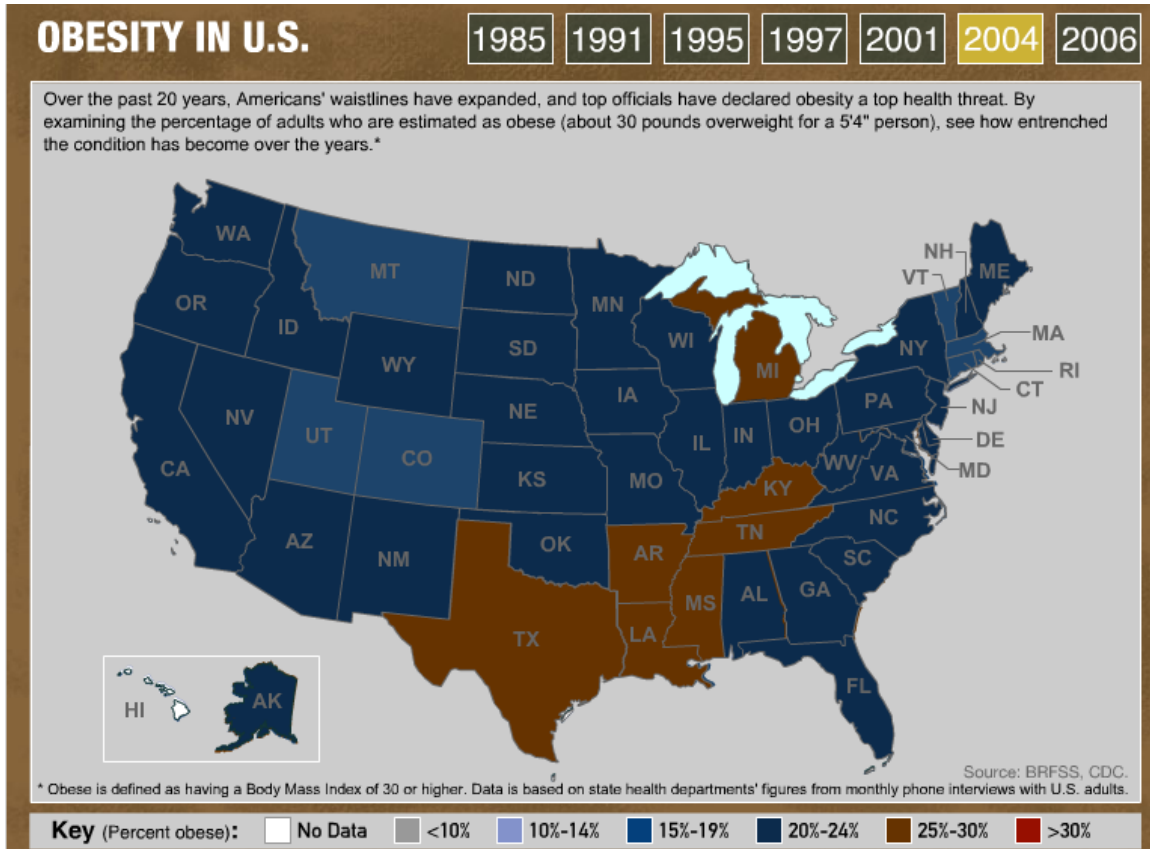 OBESITY IN U.S.
1985 1991 1995 1997 2001 2004 2006
Over the past 20 years, Americans' waistlines have expanded, and top officials have declared obesity a top health threat. By
examining the percentage of adults who are estimated as obese (about 30 pounds overweight for a 5'4" person), see how entrenched
the condition has become over the years.*
WA
MT
ND
MN
NH
VT
ME
OR
ID
WY
SD
WI
MI
NY
MA
RI
CT
NV
UT
CO
NE
IA
IL
IN
OH
PA
NJ
DE
MD
CA
KS
MO
KY
WV
VA
AZ
NM
OK
AR
TN
NC
SC
TX
LA
MS
AL
GA
FL
HI
AK
Source: BRFSS, CDC.
* Obese is defined as having a Body Mass Index of 30 or higher. Data is based on state health departments' figures from monthly phone interviews with U.S. adults.
Key (Percent obese): No Data <10% 10%-14% 15%-19% 20%-24% 25%-30% >30%